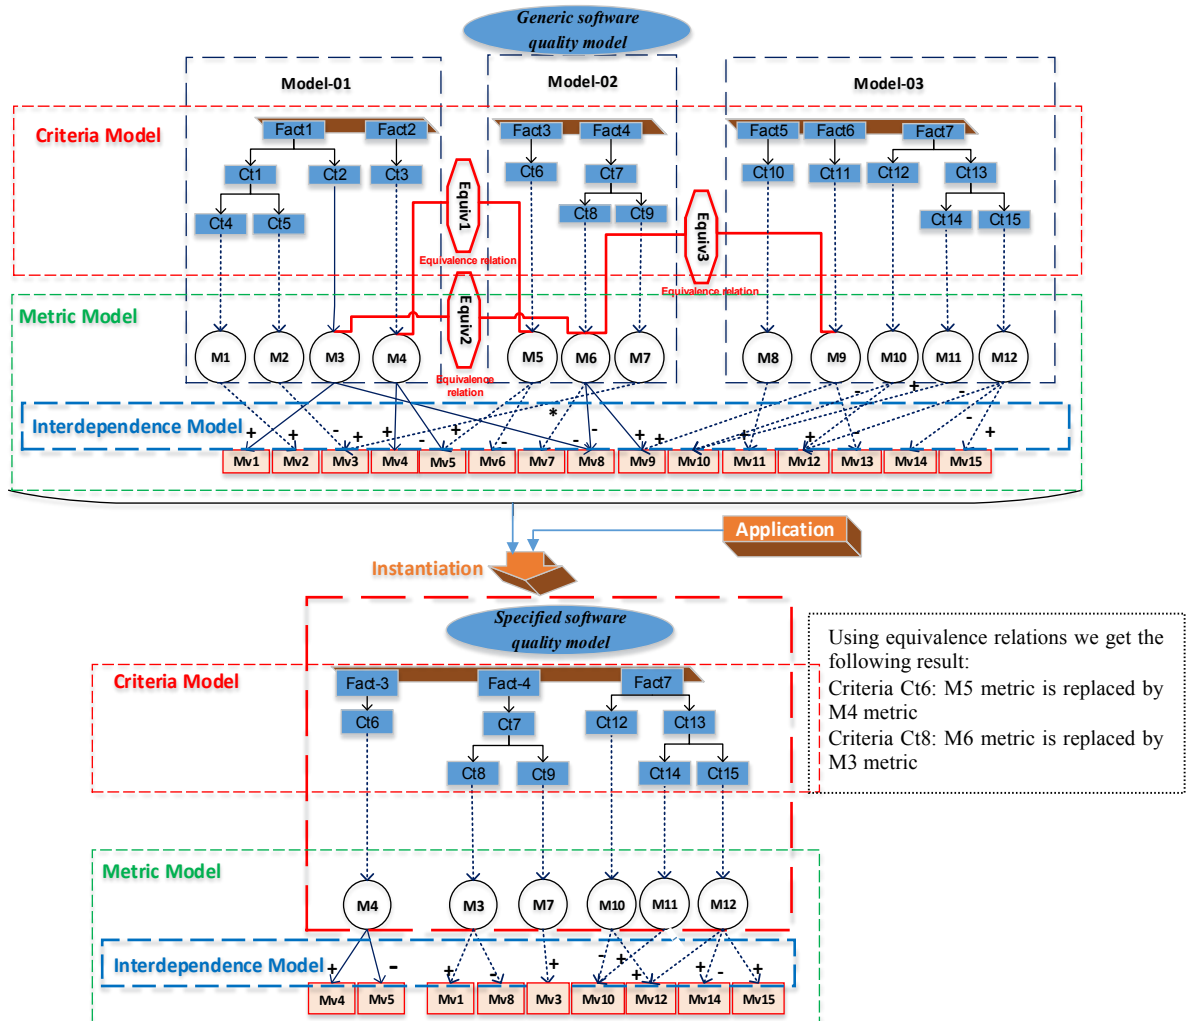 Generic software
quality model
Model-01
Model-02
Model-03
Criteria Model
Fact1
Fact2
Fact3
Fact4
Fact5
Fact6
Fact7
Ct1
Ct2
Ct3
Ct6
Ct7
Ct10
Ct11
Ct12
Ct13
Ct4
Ct5
Ct8
Ct9
Ct14
Ct15
Equiv1
Equivalence relation
Equiv3
Equivalence relation
Metric Model
Equiv2
Equivalence
relation
M1
M2
M3
M4
M5
M6
M7
M8
M9
M10
M11
M12
Interdependence Model
+ + - + + - + - * - - + + - + + - + - - - +
Mv1
Mv2
Mv3
Mv4
Mv5
Mv6
Mv7
Mv8
Mv9
Mv10
Mv11
Mv12
Mv13
Mv14
Mv15
Application
Instantiation
Specified software
quality model
Criteria Model
Fact-3
Fact-4
Fact7
Ct6
Ct7
Ct12
Ct13
Ct8
Ct9
Ct14
Ct15
Using equivalence relations we get the
following result:
Criteria Ct6: M5 metric is replaced by
M4 metric
Criteria Ct8: M6 metric is replaced by
M3 metric
Metric Model
M4
M3
M7
M10
M11
M12
Interdependence Model
+ - + - + - + + + - +
Mv4
Mv5
Mv1
Mv8
Mv3
Mv10
Mv12
Mv14
Mv15